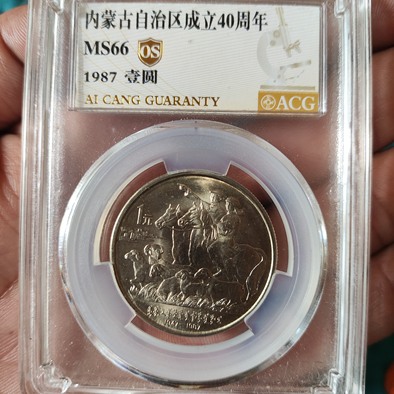 内蒙古自治区成立40周年
MS66 OS
1987 壹圆
AI CANG GUARANTY
ACG
1元
1947-1987